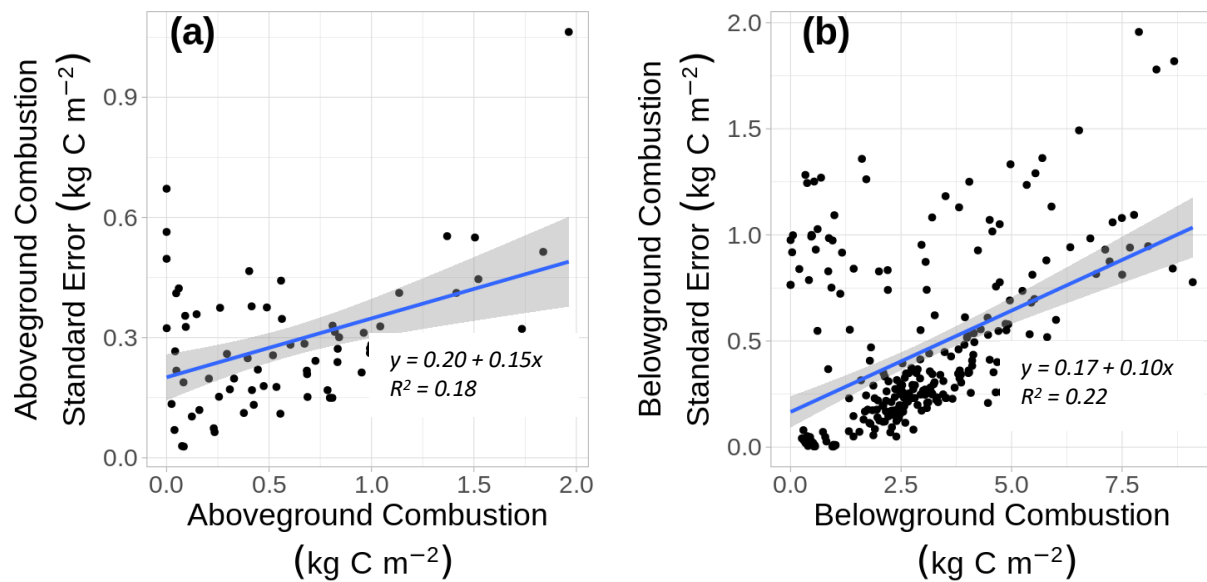 (a)
Aboveground Combustion
Standard Error (kg C m−2)
0.9
0.6
0.3
0.0
y = 0.20 + 0.15x
R2 = 0.18
0.0 0.5 1.0 1.5 2.0
Aboveground Combustion
(kg C m−2)
(b)
Belowground Combustion
Standard Error (kg C m−2)
2.0
1.5
1.0
0.5
0.0
y = 0.17 + 0.10x
R2 = 0.22
0.0 2.5 5.0 7.5
Belowground Combustion
(kg C m−2)